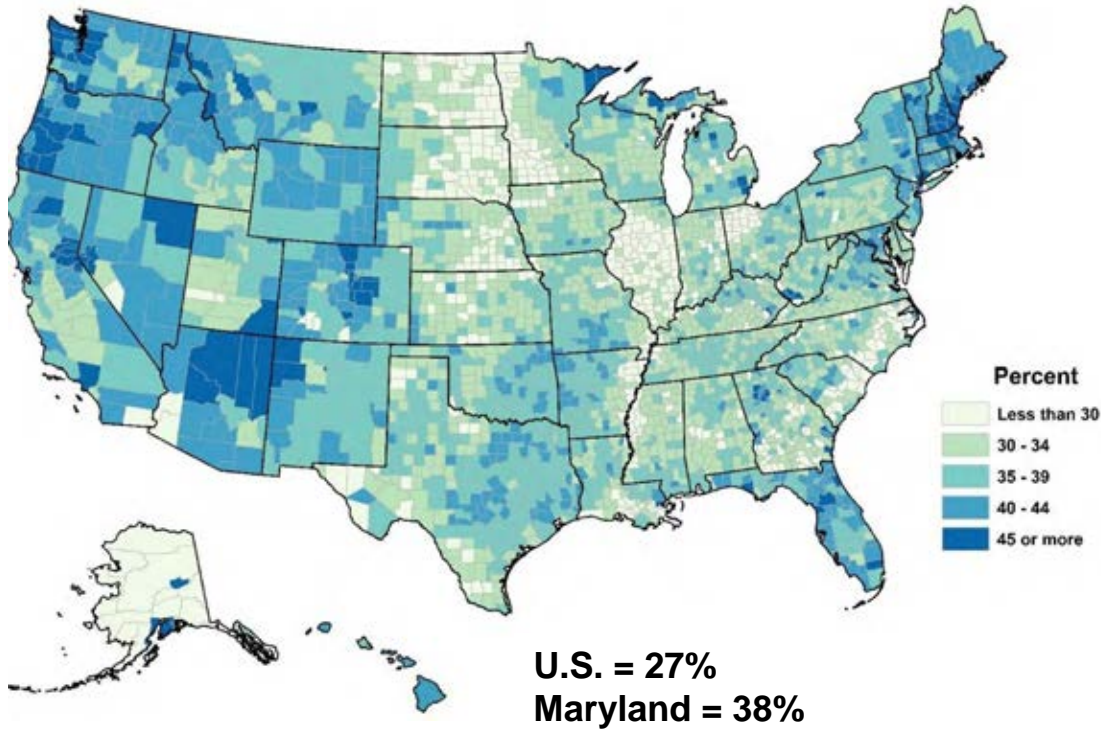 Percent
Less than 30
30 - 34
35 - 39
40 - 44
45 or more
U.S. = 27%
Maryland = 38%